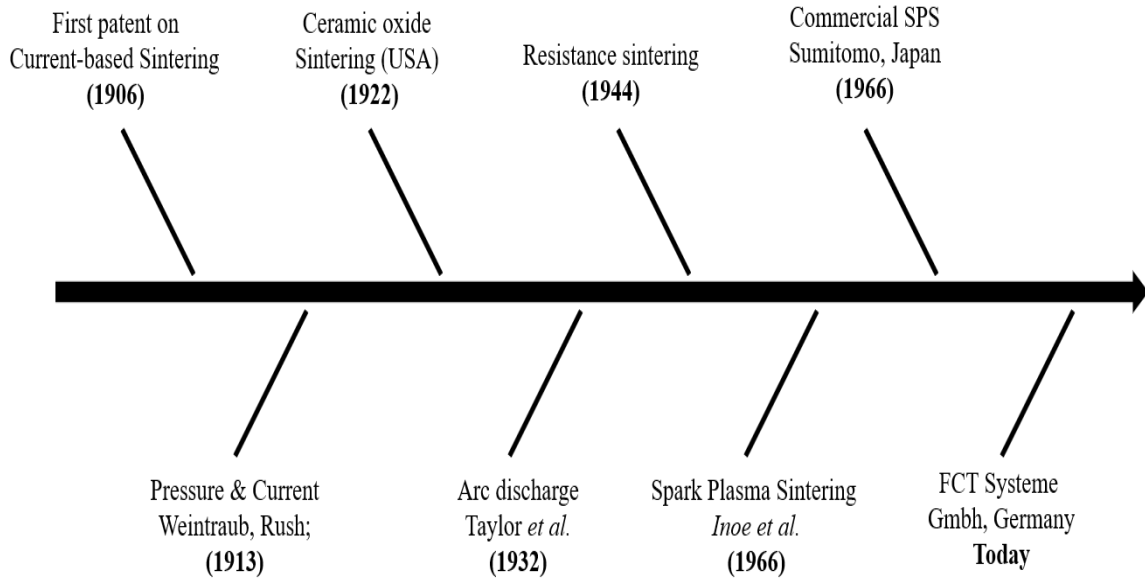 First patent on
Current-based Sintering
(1906)
Ceramic oxide
Sintering (USA)
(1922)
Resistance sintering
(1944)
Commercial SPS
Sumitomo, Japan
(1966)
Pressure & Current
Weintraub, Rush;
(1913)
Arc discharge
Taylor et al.
(1932)
Spark Plasma Sintering
Inoe et al.
(1966)
FCT Systeme
Gmbh, Germany
Today